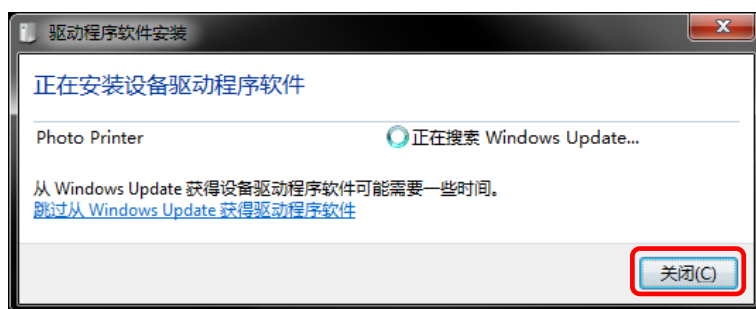 驱动程序软件安装
正在安装设备驱动程序软件
Photo Printer 正在搜索 Windows Update...
从 Windows Update 获得设备驱动程序软件可能需要一些时间。
跳过从 Windows Update 获得驱动程序软件
关闭(C)